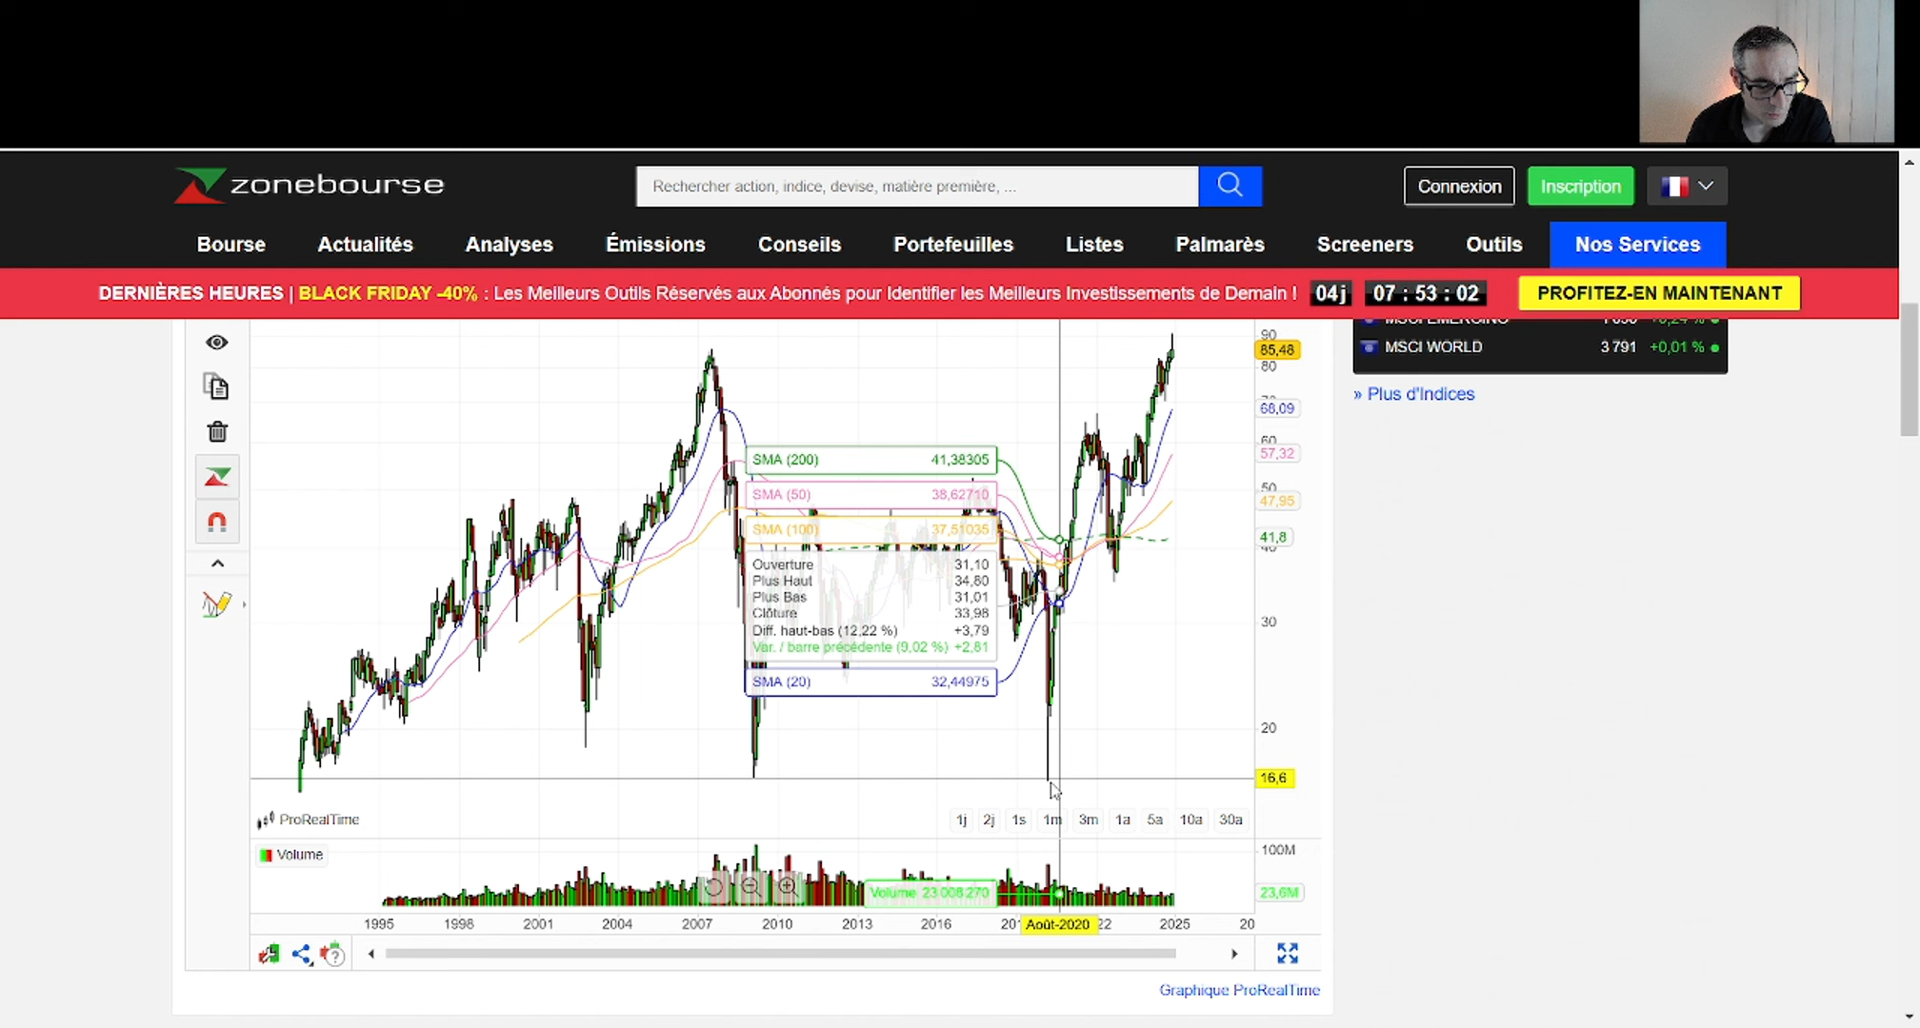 zonebourse
Rechercher action, indice, devise, matière première, ...
Connexion
Inscription
Bourse Actualités Analyses Émissions Conseils Portefeuilles Listes Palmarès Screeners Outils Nos Services
DERNIÈRES HEURES | BLACK FRIDAY -40% : Les Meilleurs Outils Réservés aux Abonnés pour Identifier les Meilleurs Investissements de Demain ! 04j 07 : 53 : 02 PROFITEZ-EN MAINTENANT
MSCI WORLD 3 791 +0,01 %
» Plus d'Indices
90
85,48
80
68,09
60
57,32
50
47,95
41,8
40
30
20
16,6
SMA (200) 41,38305
SMA (50) 38,62710
SMA (100) 37,51035
Ouverture 31,10
Plus Haut 34,80
Plus Bas 31,01
Clôture 33,98
Diff. haut-bas (12,22 %) +3,79
Var. / barre précédente (9,02 %) +2,81
SMA (20) 32,44975
ProRealTime
1j 2j 1s 1m 3m 1a 5a 10a 30a
Volume
100M
Volume 23 008 270
23,6M
1995 1998 2001 2004 2007 2010 2013 2016 201 Août-2020 22 2025 20
Graphique ProRealTime